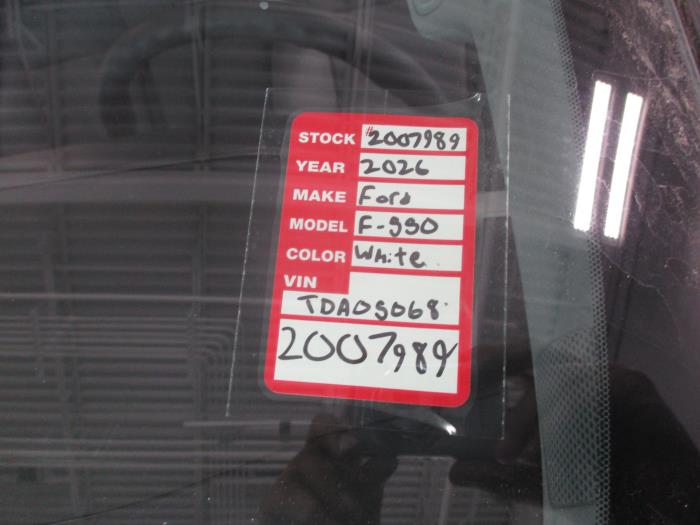 STOCK #2007989
YEAR 2026
MAKE Ford
MODEL F-550
COLOR White
VIN
TDA05068
2007989